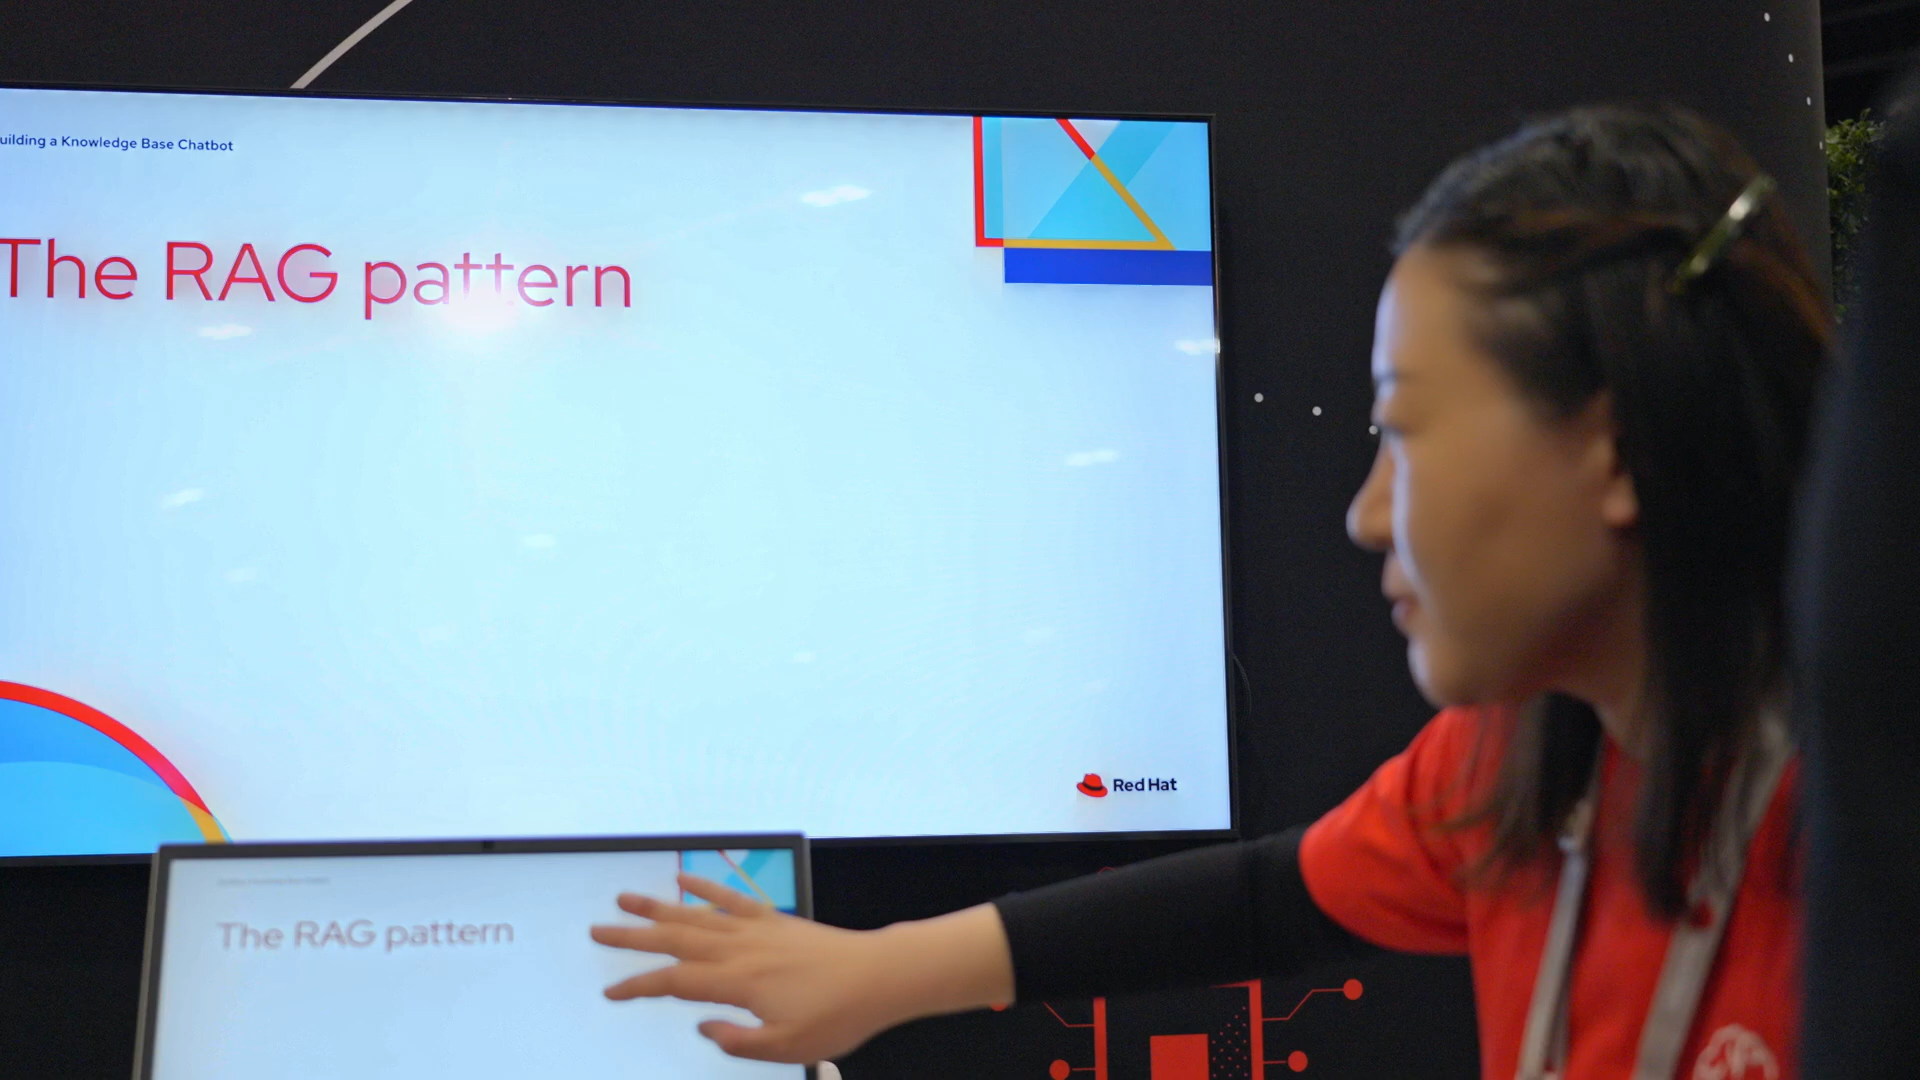 uilding a Knowledge Base Chatbot
The RAG pattern
Red Hat
The RAG pattern